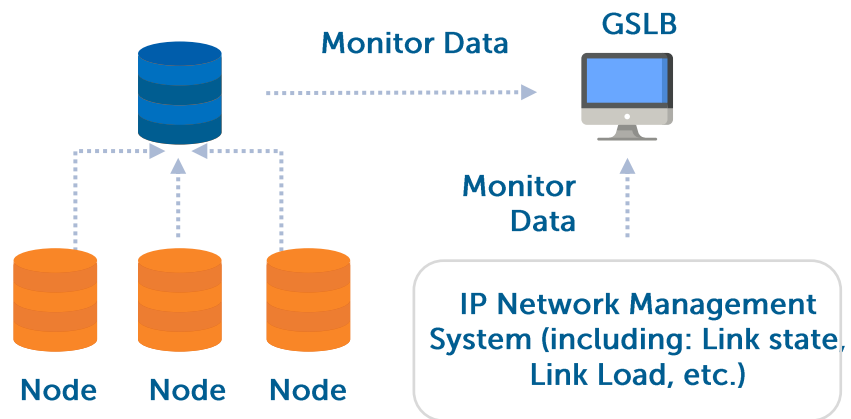 GSLB
Monitor Data
Monitor
Data
IP Network Management
System (including: Link state,
Link Load, etc.)
Node
Node
Node